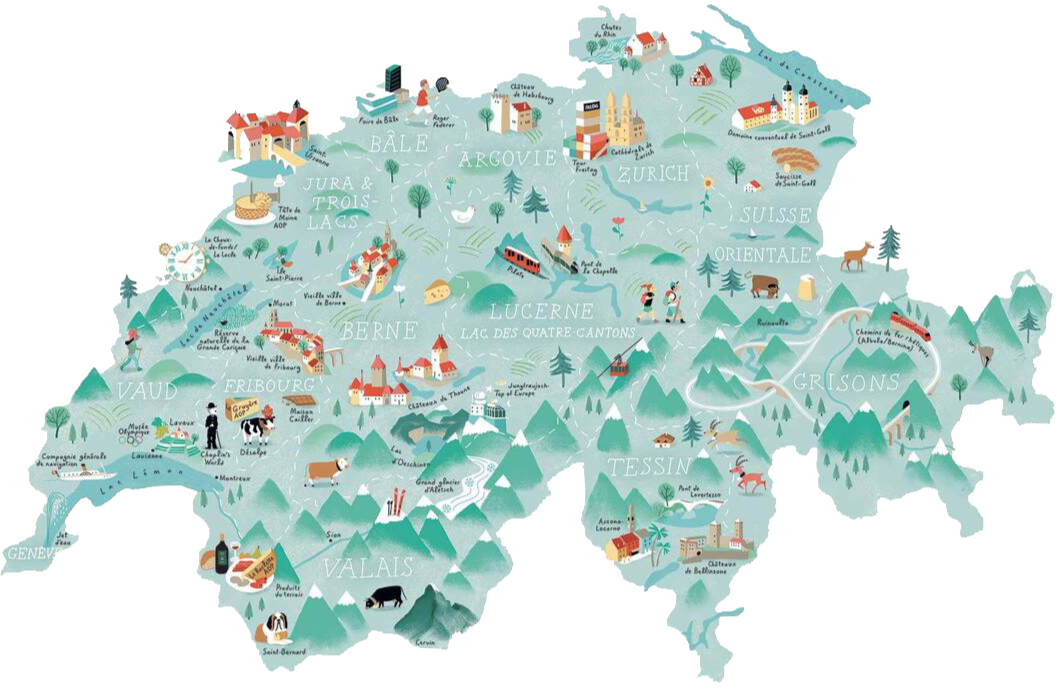 Chutes
du Rhin
Lac de Constance
Foire de Bâle
Roger
Federer
Château
de Habsbourg
Domaine conventuel de Saint-Gall
Saint-
Ursanne
BÂLE
ARGOVIE
Tour
Freitag
Cathédrale de
Zurich
ZURICH
Saucisse
de Saint-Gall
JURA &
TROIS-
LACS
Tête de
Moine
AOP
SUISSE
ORIENTALE
La Chaux-
de-Fonds/
Le Locle
Île
Saint-Pierre
Pilate
Pont de
la Chapelle
Neuchâtel
Lac de Neuchâtel
Morat
Vieille ville
de Berne
LUCERNE
LAC DES QUATRE-CANTONS
Réserve
naturelle de la
Grande Cariçaie
BERNE
Ruinaulta
Chemins de fer rhétiques
(Albula/Bernina)
Vieille ville
de Fribourg
VAUD
FRIBOURG
Châteaux de Thoune
Jungfraujoch-
Top of Europe
GRISONS
Gruyère
AOP
Maison
Cailler
Musée
Olympique
Lavaux
Lausanne
Chaplin's
World
Désalpe
Lac
d'Oeschinen
Compagnie générale
de navigation
Lac Léman
Montreux
Grand glacier
d'Aletsch
TESSIN
Pont de
Lavertezzo
Ascona-
Locarno
GENÈVE
Jet
d'eau
Sion
VALAIS
Châteaux
de Bellinzone
Produits
du terroir
Saint-Bernard
Cervin